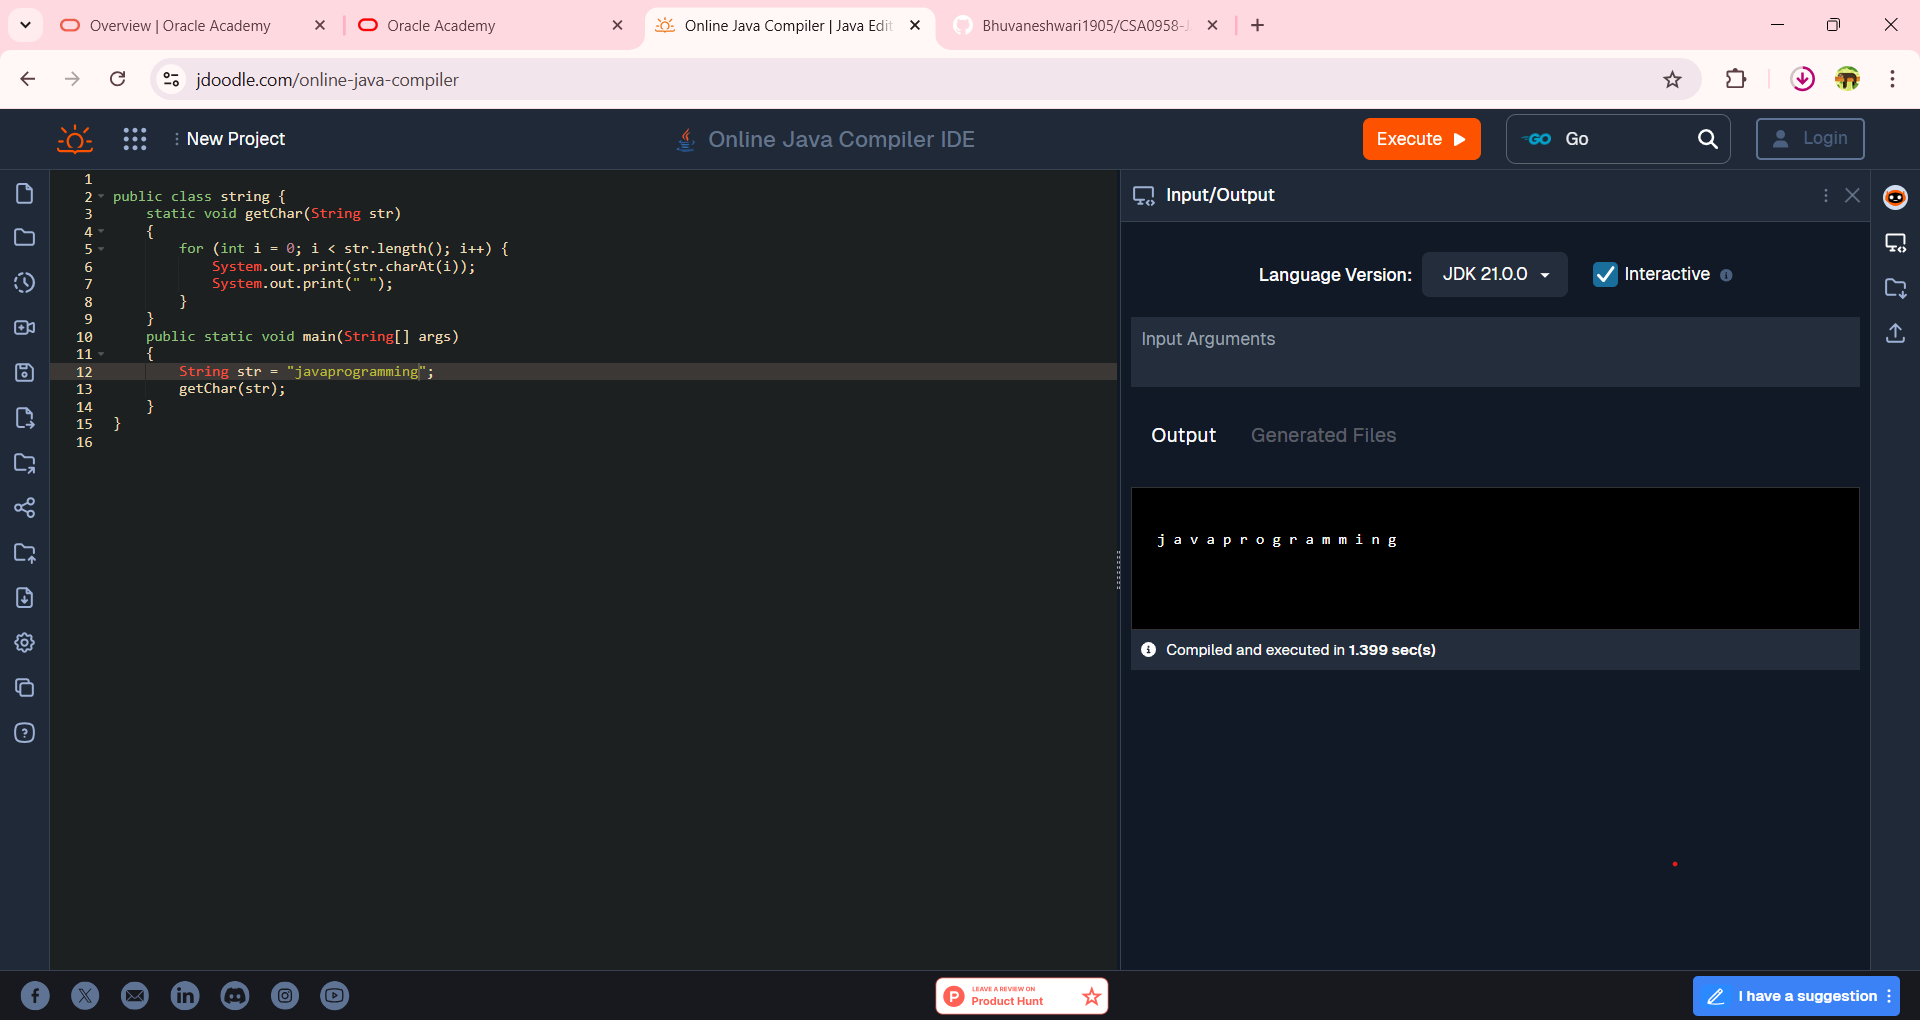 Overview | Oracle Academy
Oracle Academy
Online Java Compiler | Java Edit
Bhuvaneshwari1905/CSA0958-J
jdoodle.com/online-java-compiler
New Project
Online Java Compiler IDE
Execute
GO Go
Login
1
2 public class string {
3 static void getChar(String str)
4 {
5 for (int i = 0; i < str.length(); i++) {
6 System.out.print(str.charAt(i));
7 System.out.print(" ");
8 }
9 }
10 public static void main(String[] args)
11 {
12 String str = "javaprogramming";
13 getChar(str);
14 }
15 }
16
Input/Output
Language Version: JDK 21.0.0 Interactive
Input Arguments
Output Generated Files
j a v a p r o g r a m m i n g
Compiled and executed in 1.399 sec(s)
LEAVE A REVIEW ON
Product Hunt
I have a suggestion